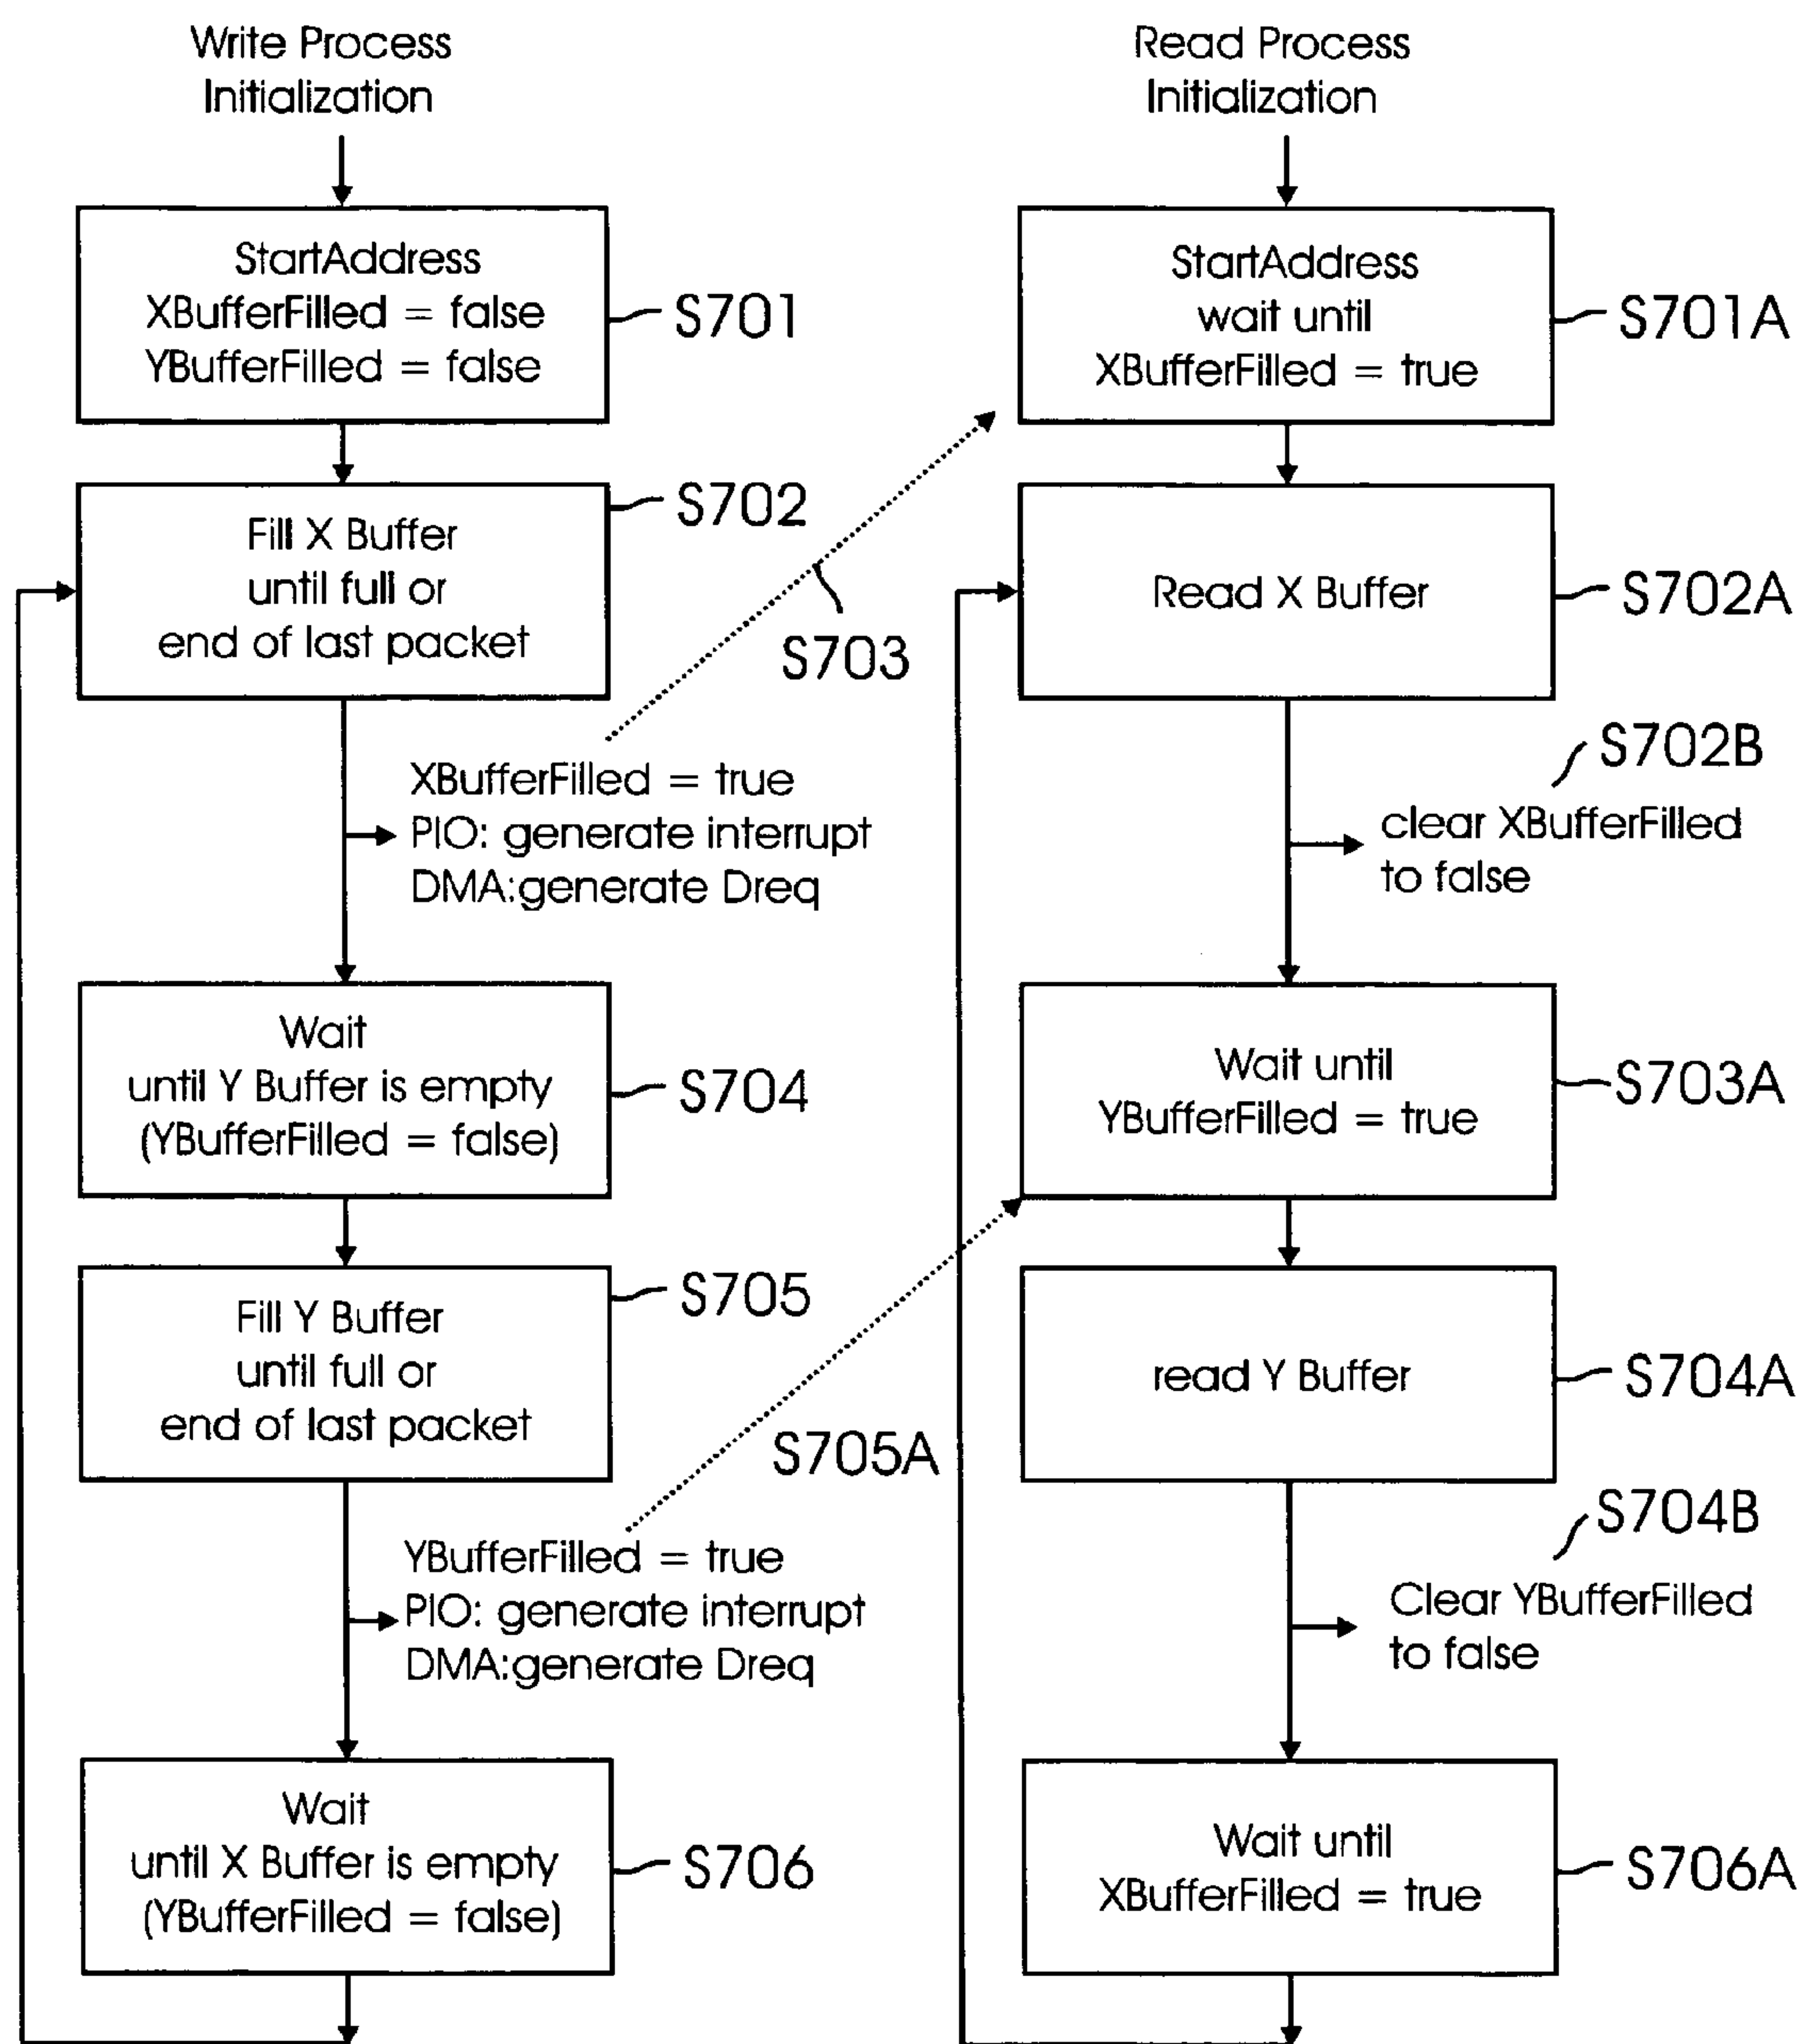 Write Process
Initialization
StartAddress
XBufferFilled = false
YBufferFilled = false
S701
Fill X Buffer
until full or
end of last packet
S702
S703
XBufferFilled = true
PIO: generate interrupt
DMA:generate Dreq
Wait
until Y Buffer is empty
(YBufferFilled = false)
S704
Fill Y Buffer
until full or
end of last packet
S705
S705A
YBufferFilled = true
PIO: generate interrupt
DMA:generate Dreq
Wait
until X Buffer is empty
(YBufferFilled = false)
S706
Read Process
Initialization
StartAddress
wait until
XBufferFilled = true
S701A
Read X Buffer
S702A
S702B
clear XBufferFilled
to false
Wait until
YBufferFilled = true
S703A
read Y Buffer
S704A
S704B
Clear YBufferFilled
to false
Wait until
XBufferFilled = true
S706A